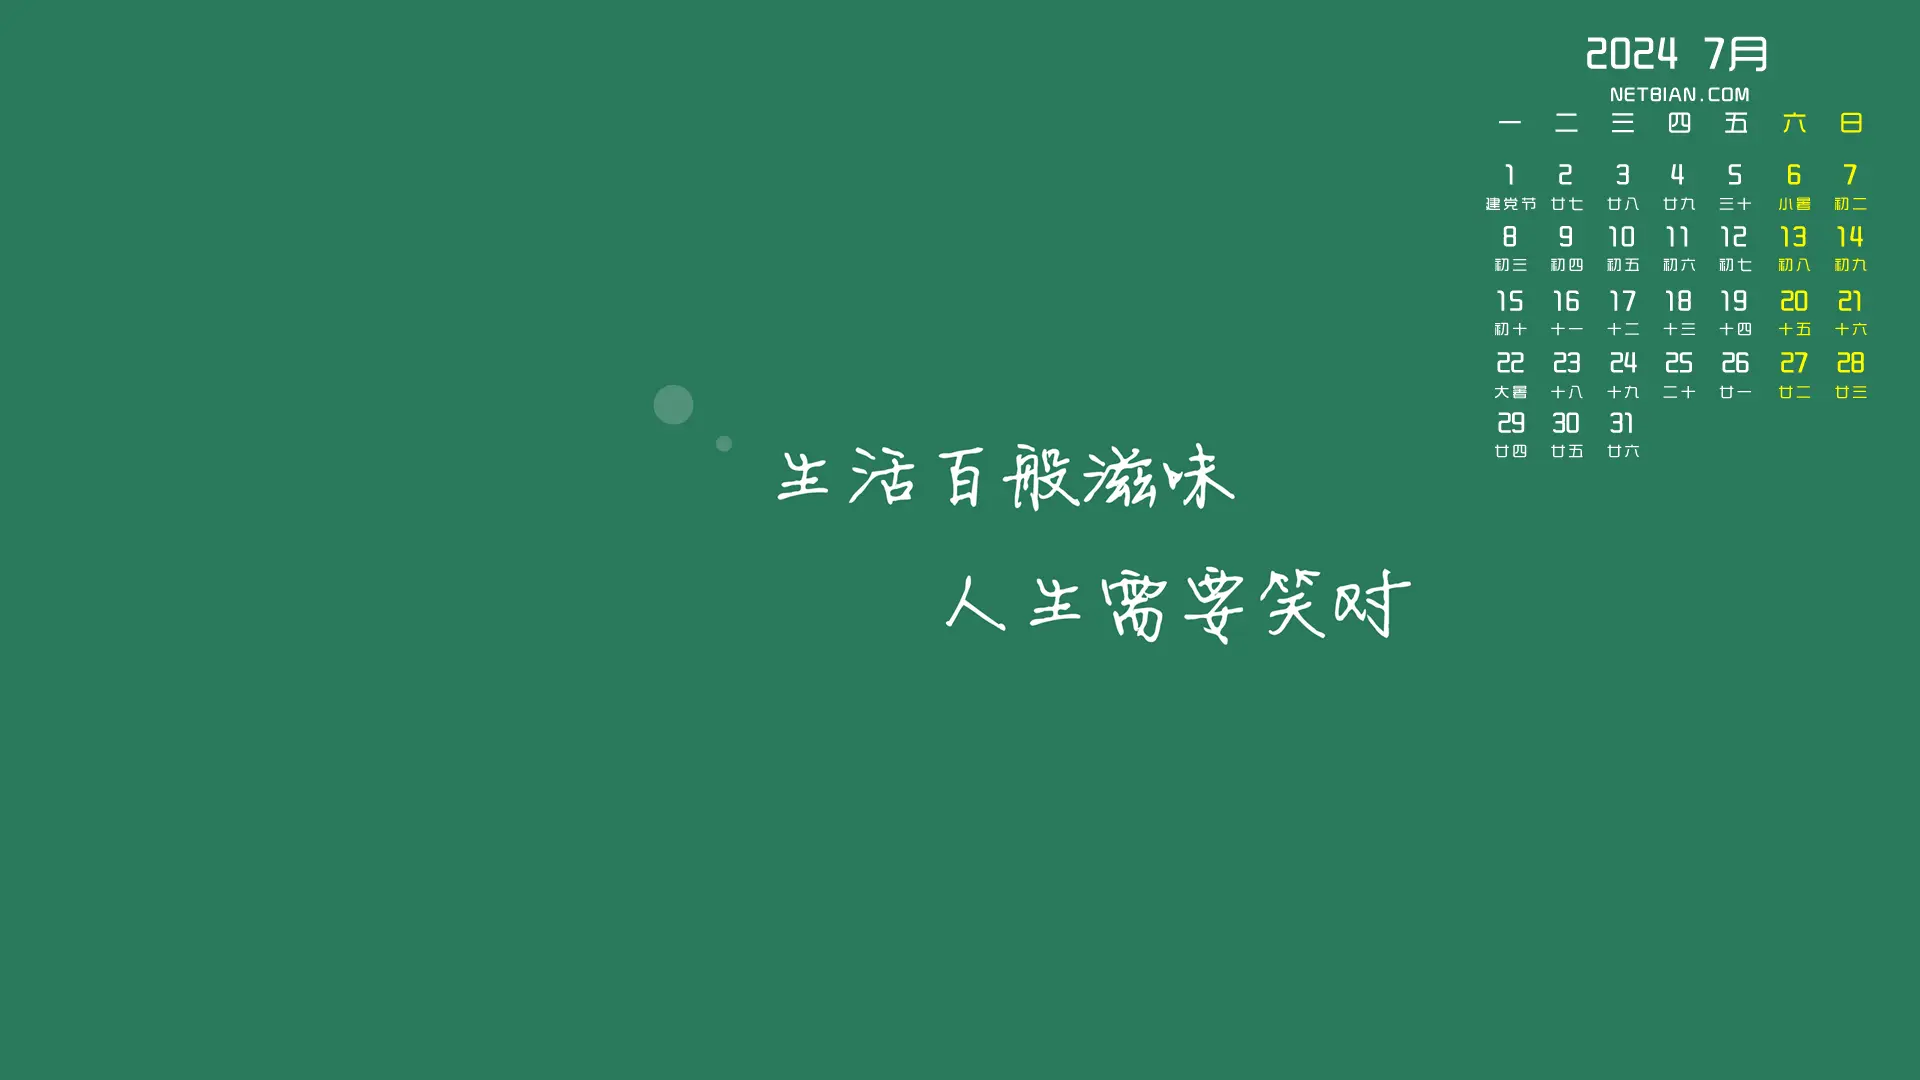 2024 7月
NETBIAN.COM
一 二 三 四 五 六 日
1 2 3 4 5 6 7
建党节 廿七 廿八 廿九 三十 小暑 初二
8 9 10 11 12 13 14
初三 初四 初五 初六 初七 初八 初九
15 16 17 18 19 20 21
初十 十一 十二 十三 十四 十五 十六
22 23 24 25 26 27 28
大暑 十八 十九 二十 廿一 廿二 廿三
29 30 31
廿四 廿五 廿六
生活百般滋味
人生需要笑对